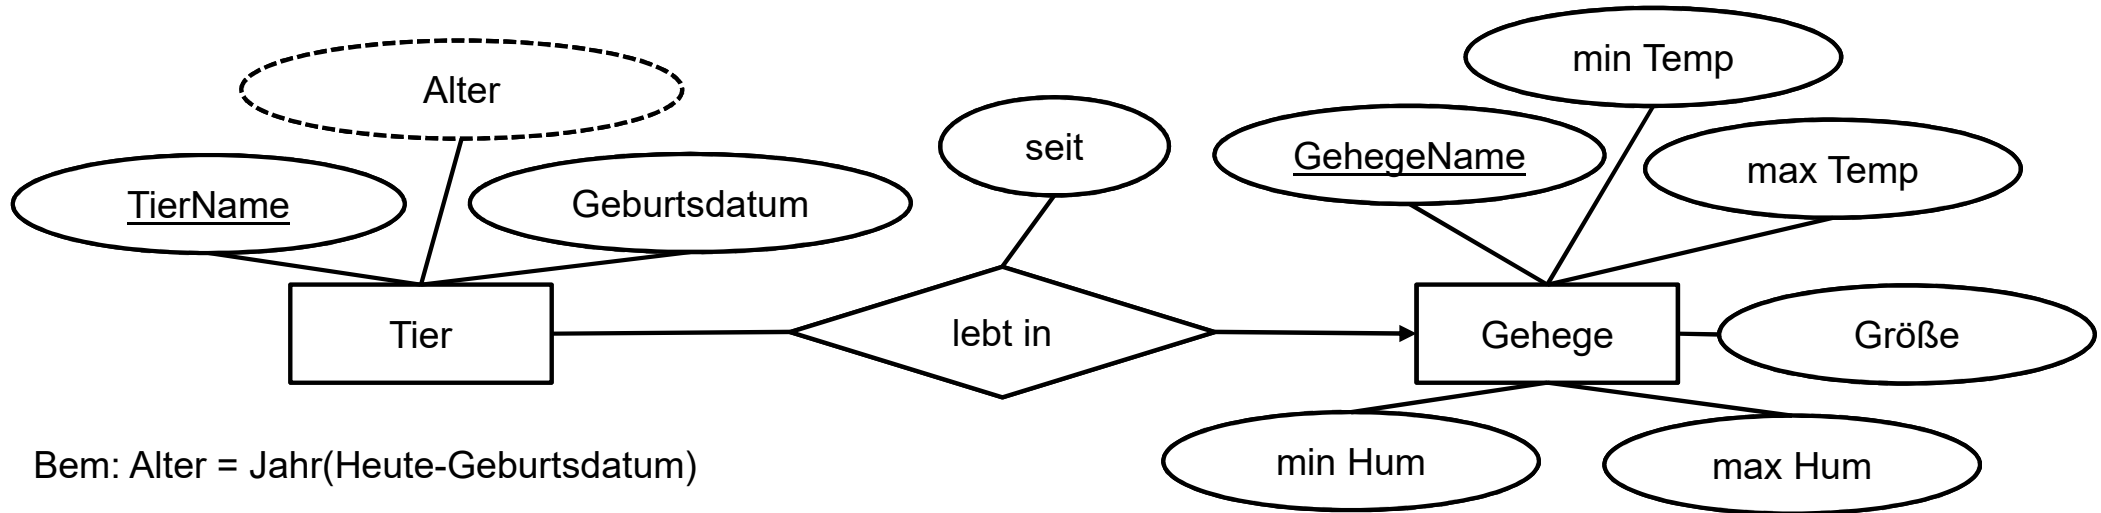 min Temp
Alter
seit
GehegeName
max Temp
TierName
Geburtsdatum
Tier
lebt in
Gehege
Größe
Bem: Alter = Jahr(Heute-Geburtsdatum)
min Hum
max Hum